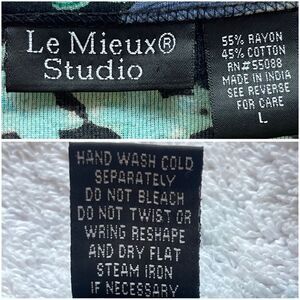 Le Mieux®
Studio
55% RAYON
45% COTTON
RN#55088
MADE IN INDIA
SEE REVERSE
FOR CARE
L
HAND WASH COLD
SEPARATELY
DO NOT BLEACH
DO NOT TWIST OR
WRING RESHAPE
AND DRY FLAT
STEAM IRON
IF NECESSARY